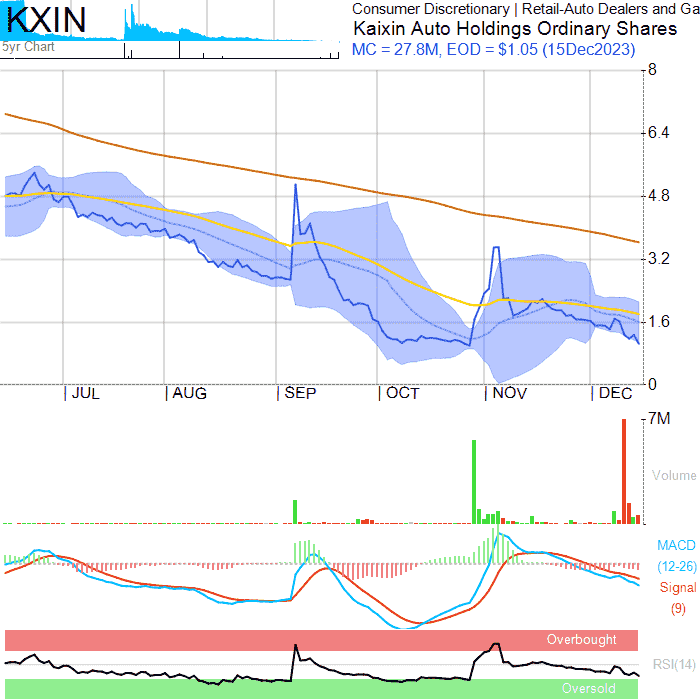 KXIN
5yr Chart
Consumer Discretionary | Retail-Auto Dealers and Ga
Kaixin Auto Holdings Ordinary Shares
MC = 27.8M, EOD = $1.05 (15Dec2023)
8
6.4
4.8
3.2
1.6
0
JUL AUG SEP OCT NOV DEC
7M
Volume
MACD
(12-26)
Signal
(9)
Overbought
RSI(14)
Oversold